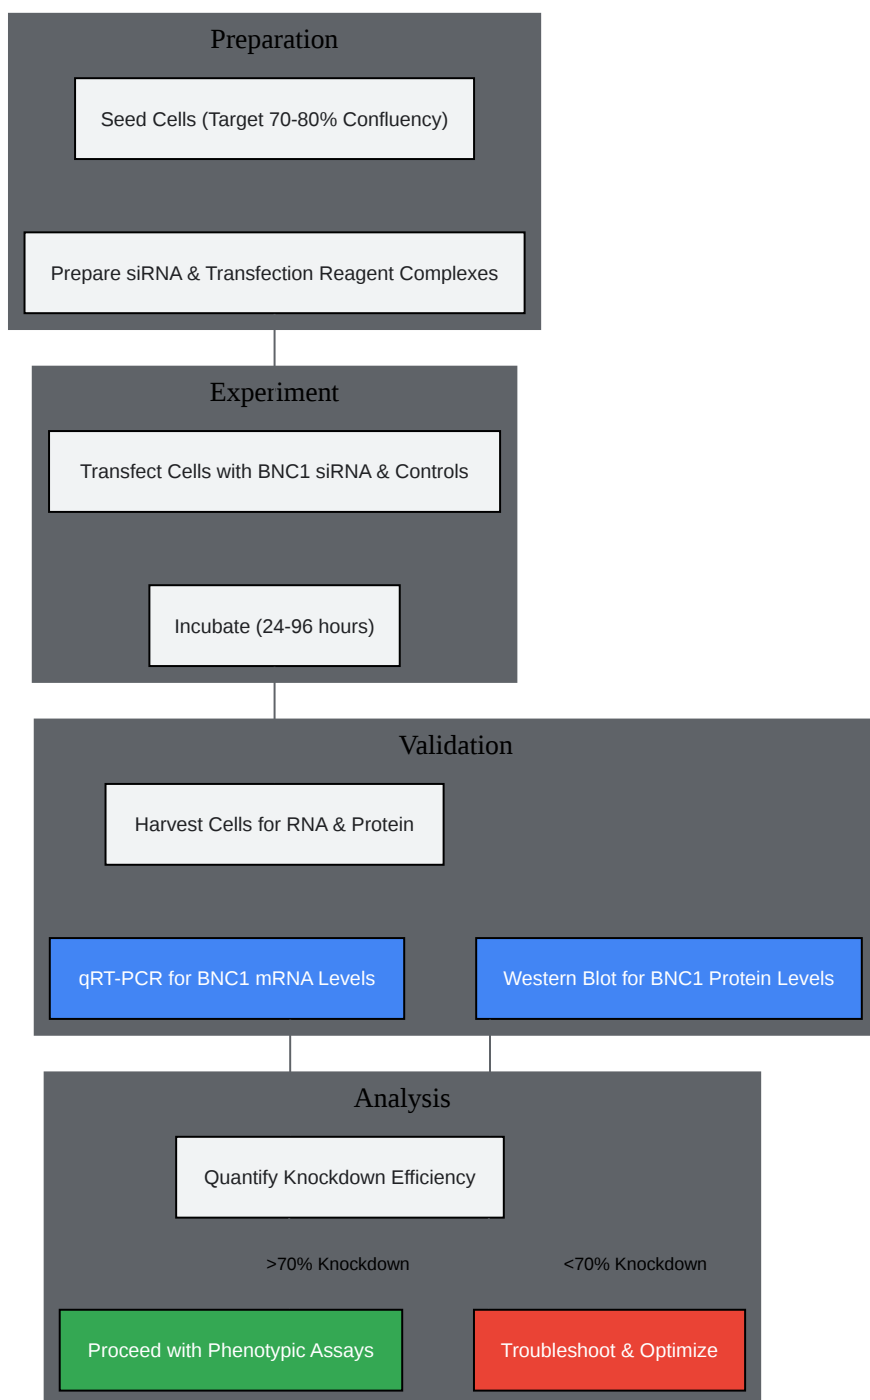 Preparation
Seed Cells (Target 70-80% Confluency)
Prepare siRNA & Transfection Reagent Complexes
Experiment
Transfect Cells with BNC1 siRNA & Controls
Incubate (24-96 hours)
Validation
Harvest Cells for RNA & Protein
qRT-PCR for BNC1 mRNA Levels
Western Blot for BNC1 Protein Levels
Analysis
Quantify Knockdown Efficiency
>70% Knockdown
<70% Knockdown
Proceed with Phenotypic Assays
Troubleshoot & Optimize